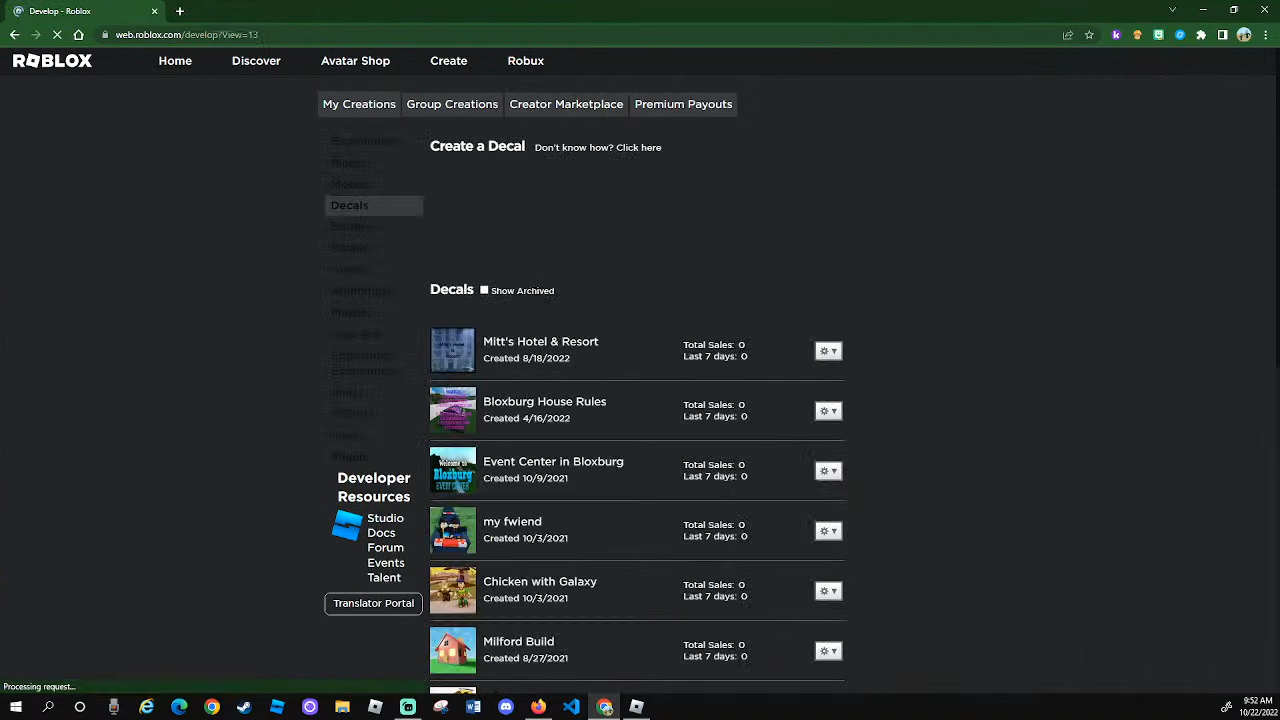 Develop - Roblox
web.roblox.com/develop?View=13
ROBLOX
Home
Discover
Avatar Shop
Create
Robux
My Creations
Group Creations
Creator Marketplace
Premium Payouts
Create a Decal
Don't know how? Click here
Decals
Decals
Show Archived
Mitt's Hotel & Resort
Created 8/18/2022
Total Sales: 0
Last 7 days: 0
Bloxburg House Rules
Created 4/16/2022
Total Sales: 0
Last 7 days: 0
Welcome to
Bloxburg
EVENT CENTER
Event Center in Bloxburg
Created 10/9/2021
Total Sales: 0
Last 7 days: 0
my fwiend
Created 10/3/2021
Total Sales: 0
Last 7 days: 0
Chicken with Galaxy
Created 10/3/2021
Total Sales: 0
Last 7 days: 0
Milford Build
Created 8/27/2021
Total Sales: 0
Last 7 days: 0
Developer
Resources
Studio
Docs
Forum
Events
Talent
Translator Portal
Processing request...
9:52 AM
10/22/2022